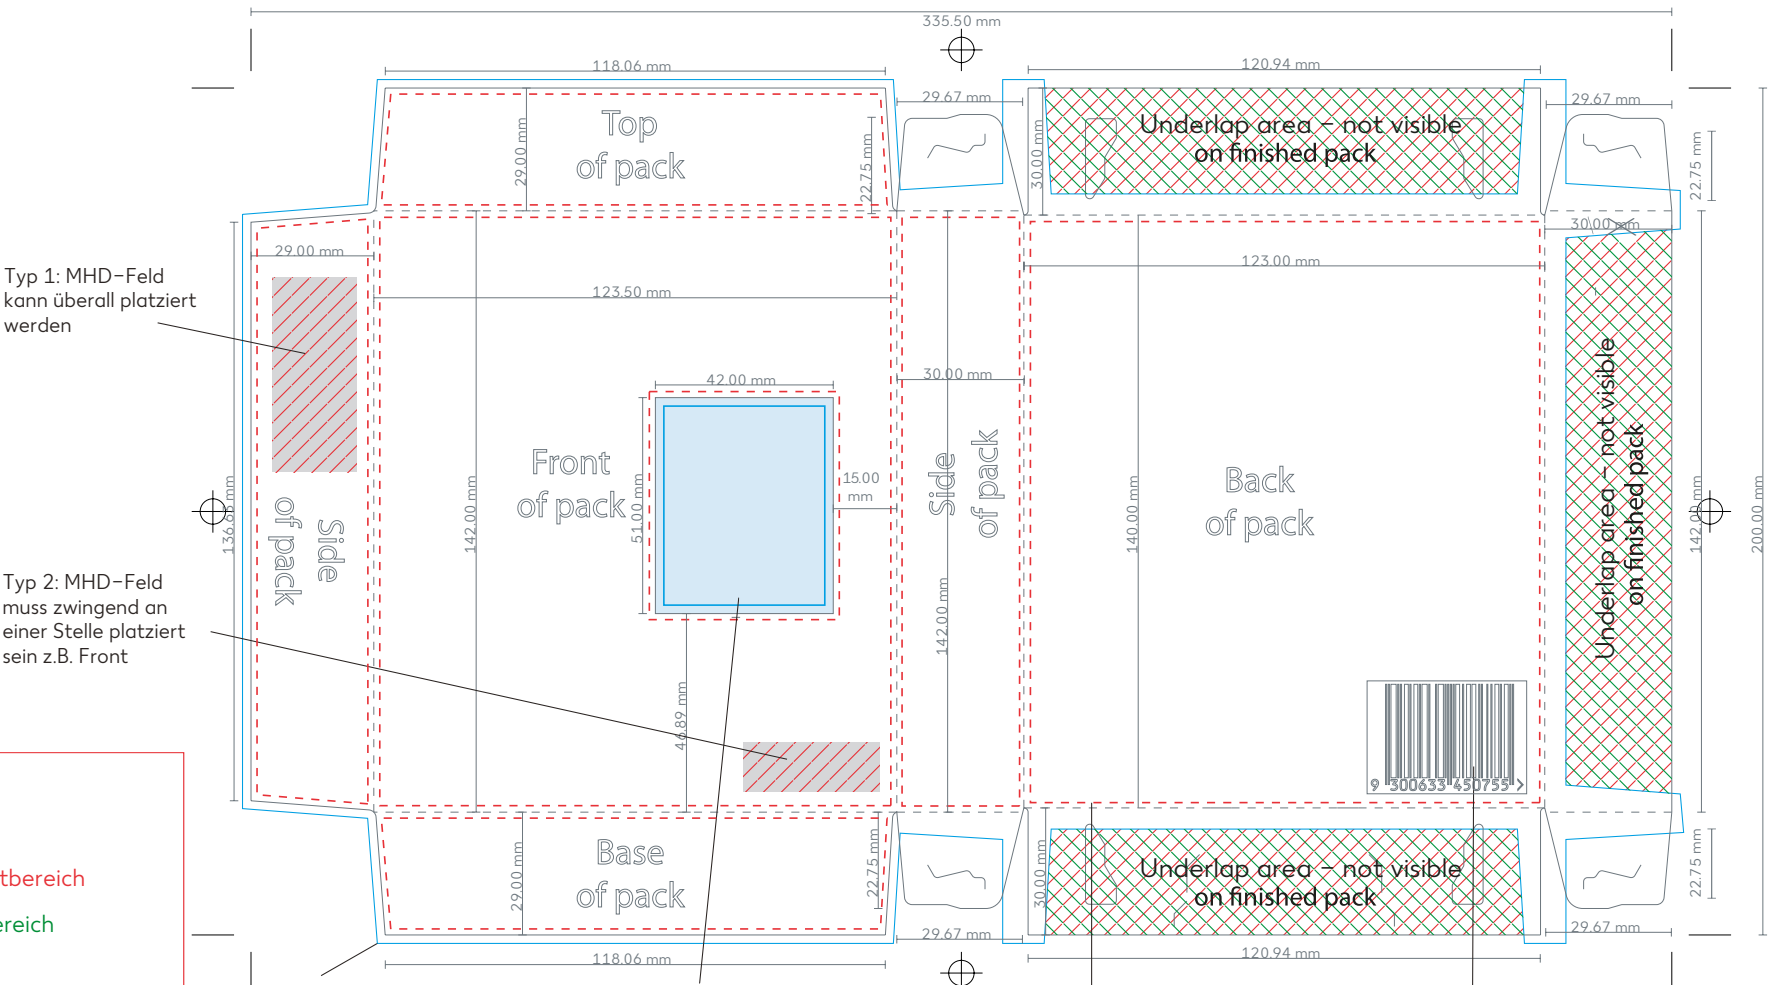 335.50 mm
118.06 mm
120.94 mm
29.67 mm
29.67 mm
Top
of pack
29.00 mm
22.75 mm
30.00 mm
Underlap area – not visible
on finished pack
22.75 mm
30.00 mm
29.00 mm
Typ 1: MHD-Feld
kann überall platziert
werden
123.50 mm
123.00 mm
42.00 mm
30.00 mm
Front
of pack
51.00 mm
15.00
mm
Side
of pack
Back
of pack
Underlap area – not visible
on finished pack
136.66 mm
Side
of pack
142.00 mm
140.00 mm
142.00 mm
200.00 mm
142.00 mm
Typ 2: MHD-Feld
muss zwingend an
einer Stelle platziert
sein z.B. Front
46.89 mm
9 300633 450755 >
Base
of pack
29.00 mm
22.75 mm
30.00 mm
Underlap area – not visible
on finished pack
22.75 mm
tbereich
ereich
29.67 mm
29.67 mm
118.06 mm
120.94 mm